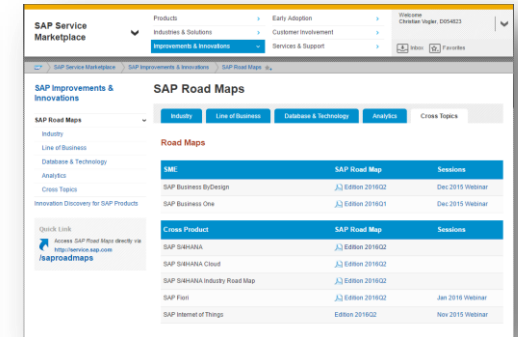 SAP Service
Marketplace
Products
Industries & Solutions
Improvements & Innovations
Early Adoption
Customer Involvement
Services & Support
Welcome
Christian Vogler, D054823
Inbox
Favorites
SAP Service Marketplace
SAP Improvements & Innovations
SAP Road Maps
SAP Improvements &
Innovations
SAP Road Maps
Industry
Line of Business
Database & Technology
Analytics
Cross Topics
Innovation Discovery for SAP Products
Quick Link
Access SAP Road Maps directly via
http://service.sap.com
/saproadmaps
SAP Road Maps
Industry
Line of Business
Database & Technology
Analytics
Cross Topics
Road Maps
SME SAP Road Map Sessions
SAP Business ByDesign Edition 2016Q2 Dec 2015 Webinar
SAP Business One Edition 2016Q1 Dec 2015 Webinar
Cross Product SAP Road Map Sessions
SAP S/4HANA Edition 2016Q2
SAP S/4HANA Cloud Edition 2016Q2
SAP S/4HANA Industry Road Map Edition 2016Q2
SAP Fiori Edition 2016Q2 Jan 2016 Webinar
SAP Internet of Things Edition 2016Q2 Nov 2015 Webinar